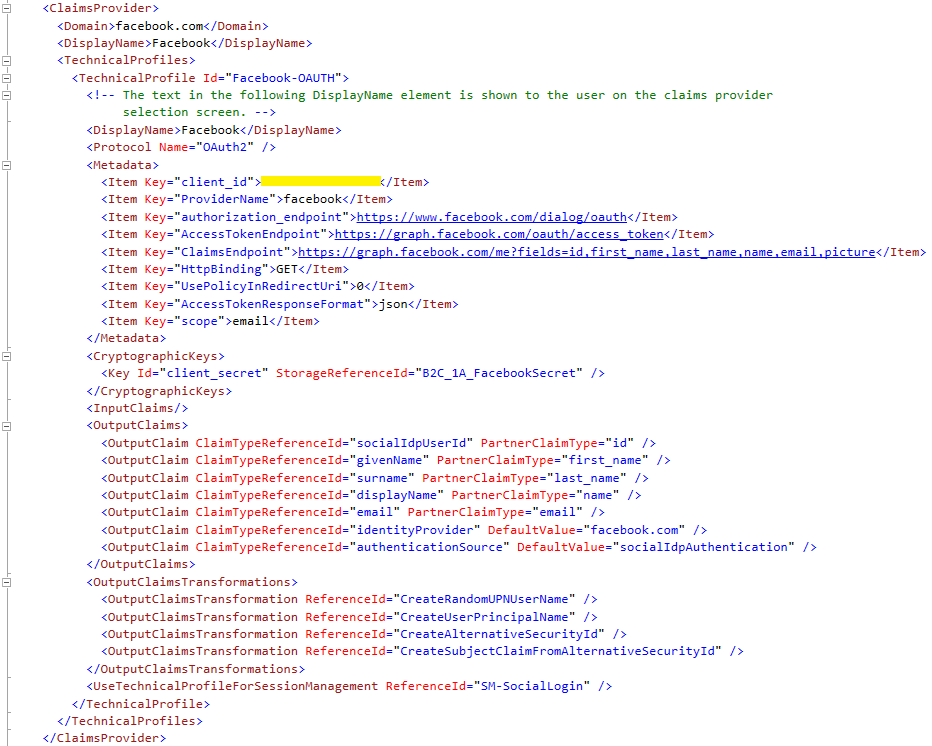 <ClaimsProvider>
<Domain>facebook.com</Domain>
<DisplayName>Facebook</DisplayName>
<TechnicalProfiles>
<TechnicalProfile Id="Facebook-OAUTH">
<!-- The text in the following DisplayName element is shown to the user on the claims provider
selection screen. -->
<DisplayName>Facebook</DisplayName>
<Protocol Name="OAuth2" />
<Metadata>
<Item Key="client_id"></Item>
<Item Key="ProviderName">facebook</Item>
<Item Key="authorization_endpoint">https://www.facebook.com/dialog/oauth</Item>
<Item Key="AccessTokenEndpoint">https://graph.facebook.com/oauth/access_token</Item>
<Item Key="ClaimsEndpoint">https://graph.facebook.com/me?fields=id,first_name,last_name,name,email,picture</Item>
<Item Key="HttpBinding">GET</Item>
<Item Key="UsePolicyInRedirectUri">0</Item>
<Item Key="AccessTokenResponseFormat">json</Item>
<Item Key="scope">email</Item>
</Metadata>
<CryptographicKeys>
<Key Id="client_secret" StorageReferenceId="B2C_1A_FacebookSecret" />
</CryptographicKeys>
<InputClaims/>
<OutputClaims>
<OutputClaim ClaimTypeReferenceId="socialIdpUserId" PartnerClaimType="id" />
<OutputClaim ClaimTypeReferenceId="givenName" PartnerClaimType="first_name" />
<OutputClaim ClaimTypeReferenceId="surname" PartnerClaimType="last_name" />
<OutputClaim ClaimTypeReferenceId="displayName" PartnerClaimType="name" />
<OutputClaim ClaimTypeReferenceId="email" PartnerClaimType="email" />
<OutputClaim ClaimTypeReferenceId="identityProvider" DefaultValue="facebook.com" />
<OutputClaim ClaimTypeReferenceId="authenticationSource" DefaultValue="socialIdpAuthentication" />
</OutputClaims>
<OutputClaimsTransformations>
<OutputClaimsTransformation ReferenceId="CreateRandomUPNUserName" />
<OutputClaimsTransformation ReferenceId="CreateUserPrincipalName" />
<OutputClaimsTransformation ReferenceId="CreateAlternativeSecurityId" />
<OutputClaimsTransformation ReferenceId="CreateSubjectClaimFromAlternativeSecurityId" />
</OutputClaimsTransformations>
<UseTechnicalProfileForSessionManagement ReferenceId="SM-SocialLogin" />
</TechnicalProfile>
</TechnicalProfiles>
</ClaimsProvider>